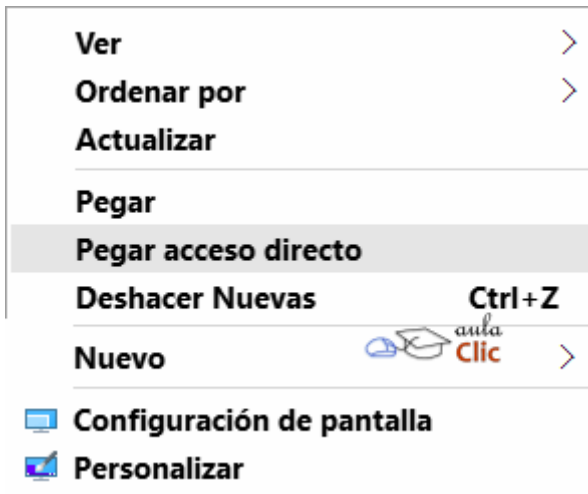 Ver
Ordenar por
Actualizar
Pegar
Pegar acceso directo
Deshacer Nuevas Ctrl+Z
Nuevo
aula
Clic
Configuración de pantalla
Personalizar